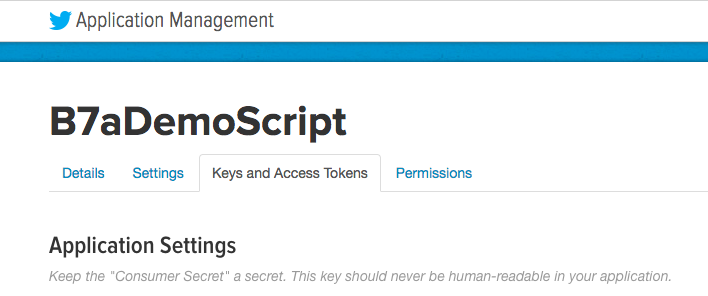 Application Management
B7aDemoScript
Details Settings Keys and Access Tokens Permissions
Application Settings
Keep the "Consumer Secret" a secret. This key should never be human-readable in your application.